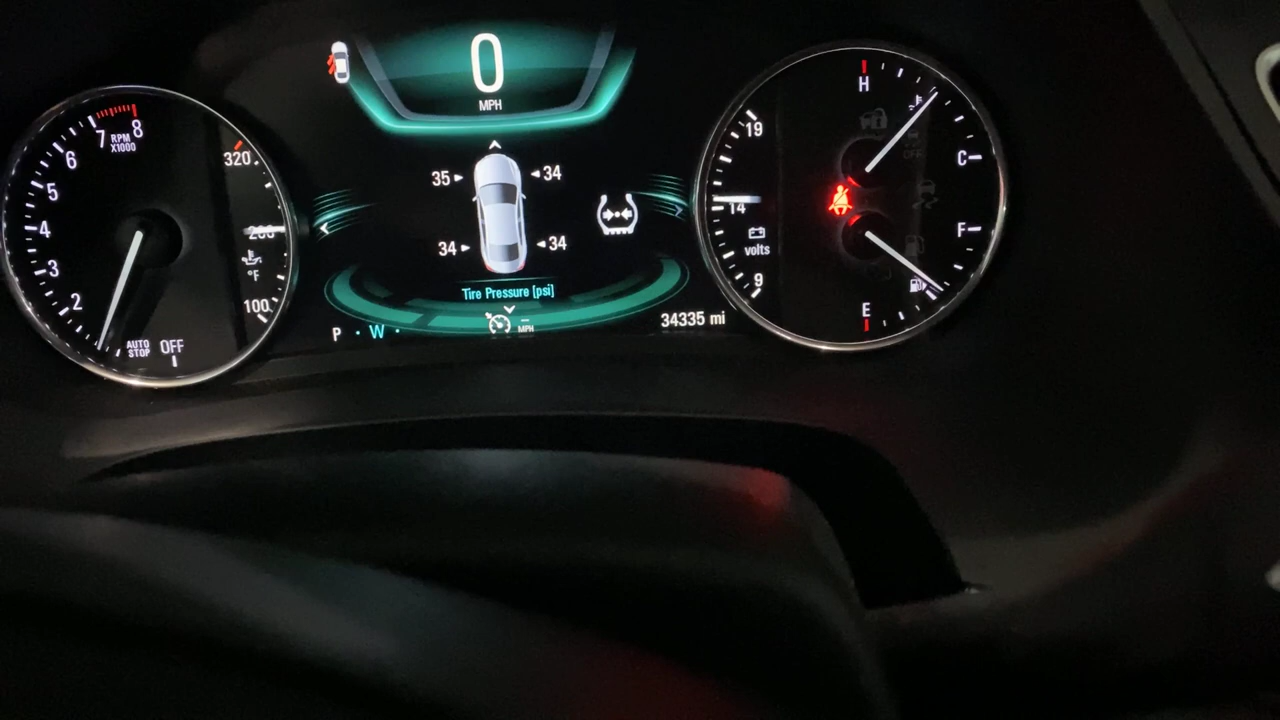 0
MPH
7 RPM 8
X1000
6
5
4
3
2
AUTO
STOP
OFF
320
°F
100
35 34
34 34
Tire Pressure [psi]
-- MPH
P · W ·
34335 mi
19
14
volts
9
H
C
OFF
F
E